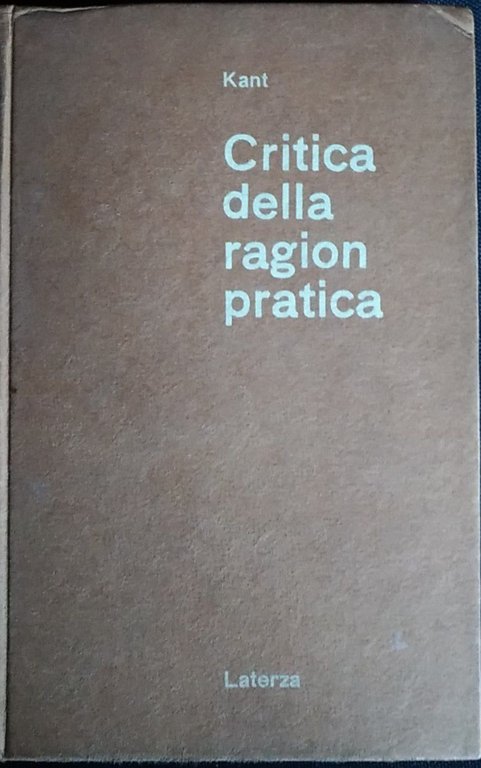 Kant
Critica
della
ragion
pratica
Laterza